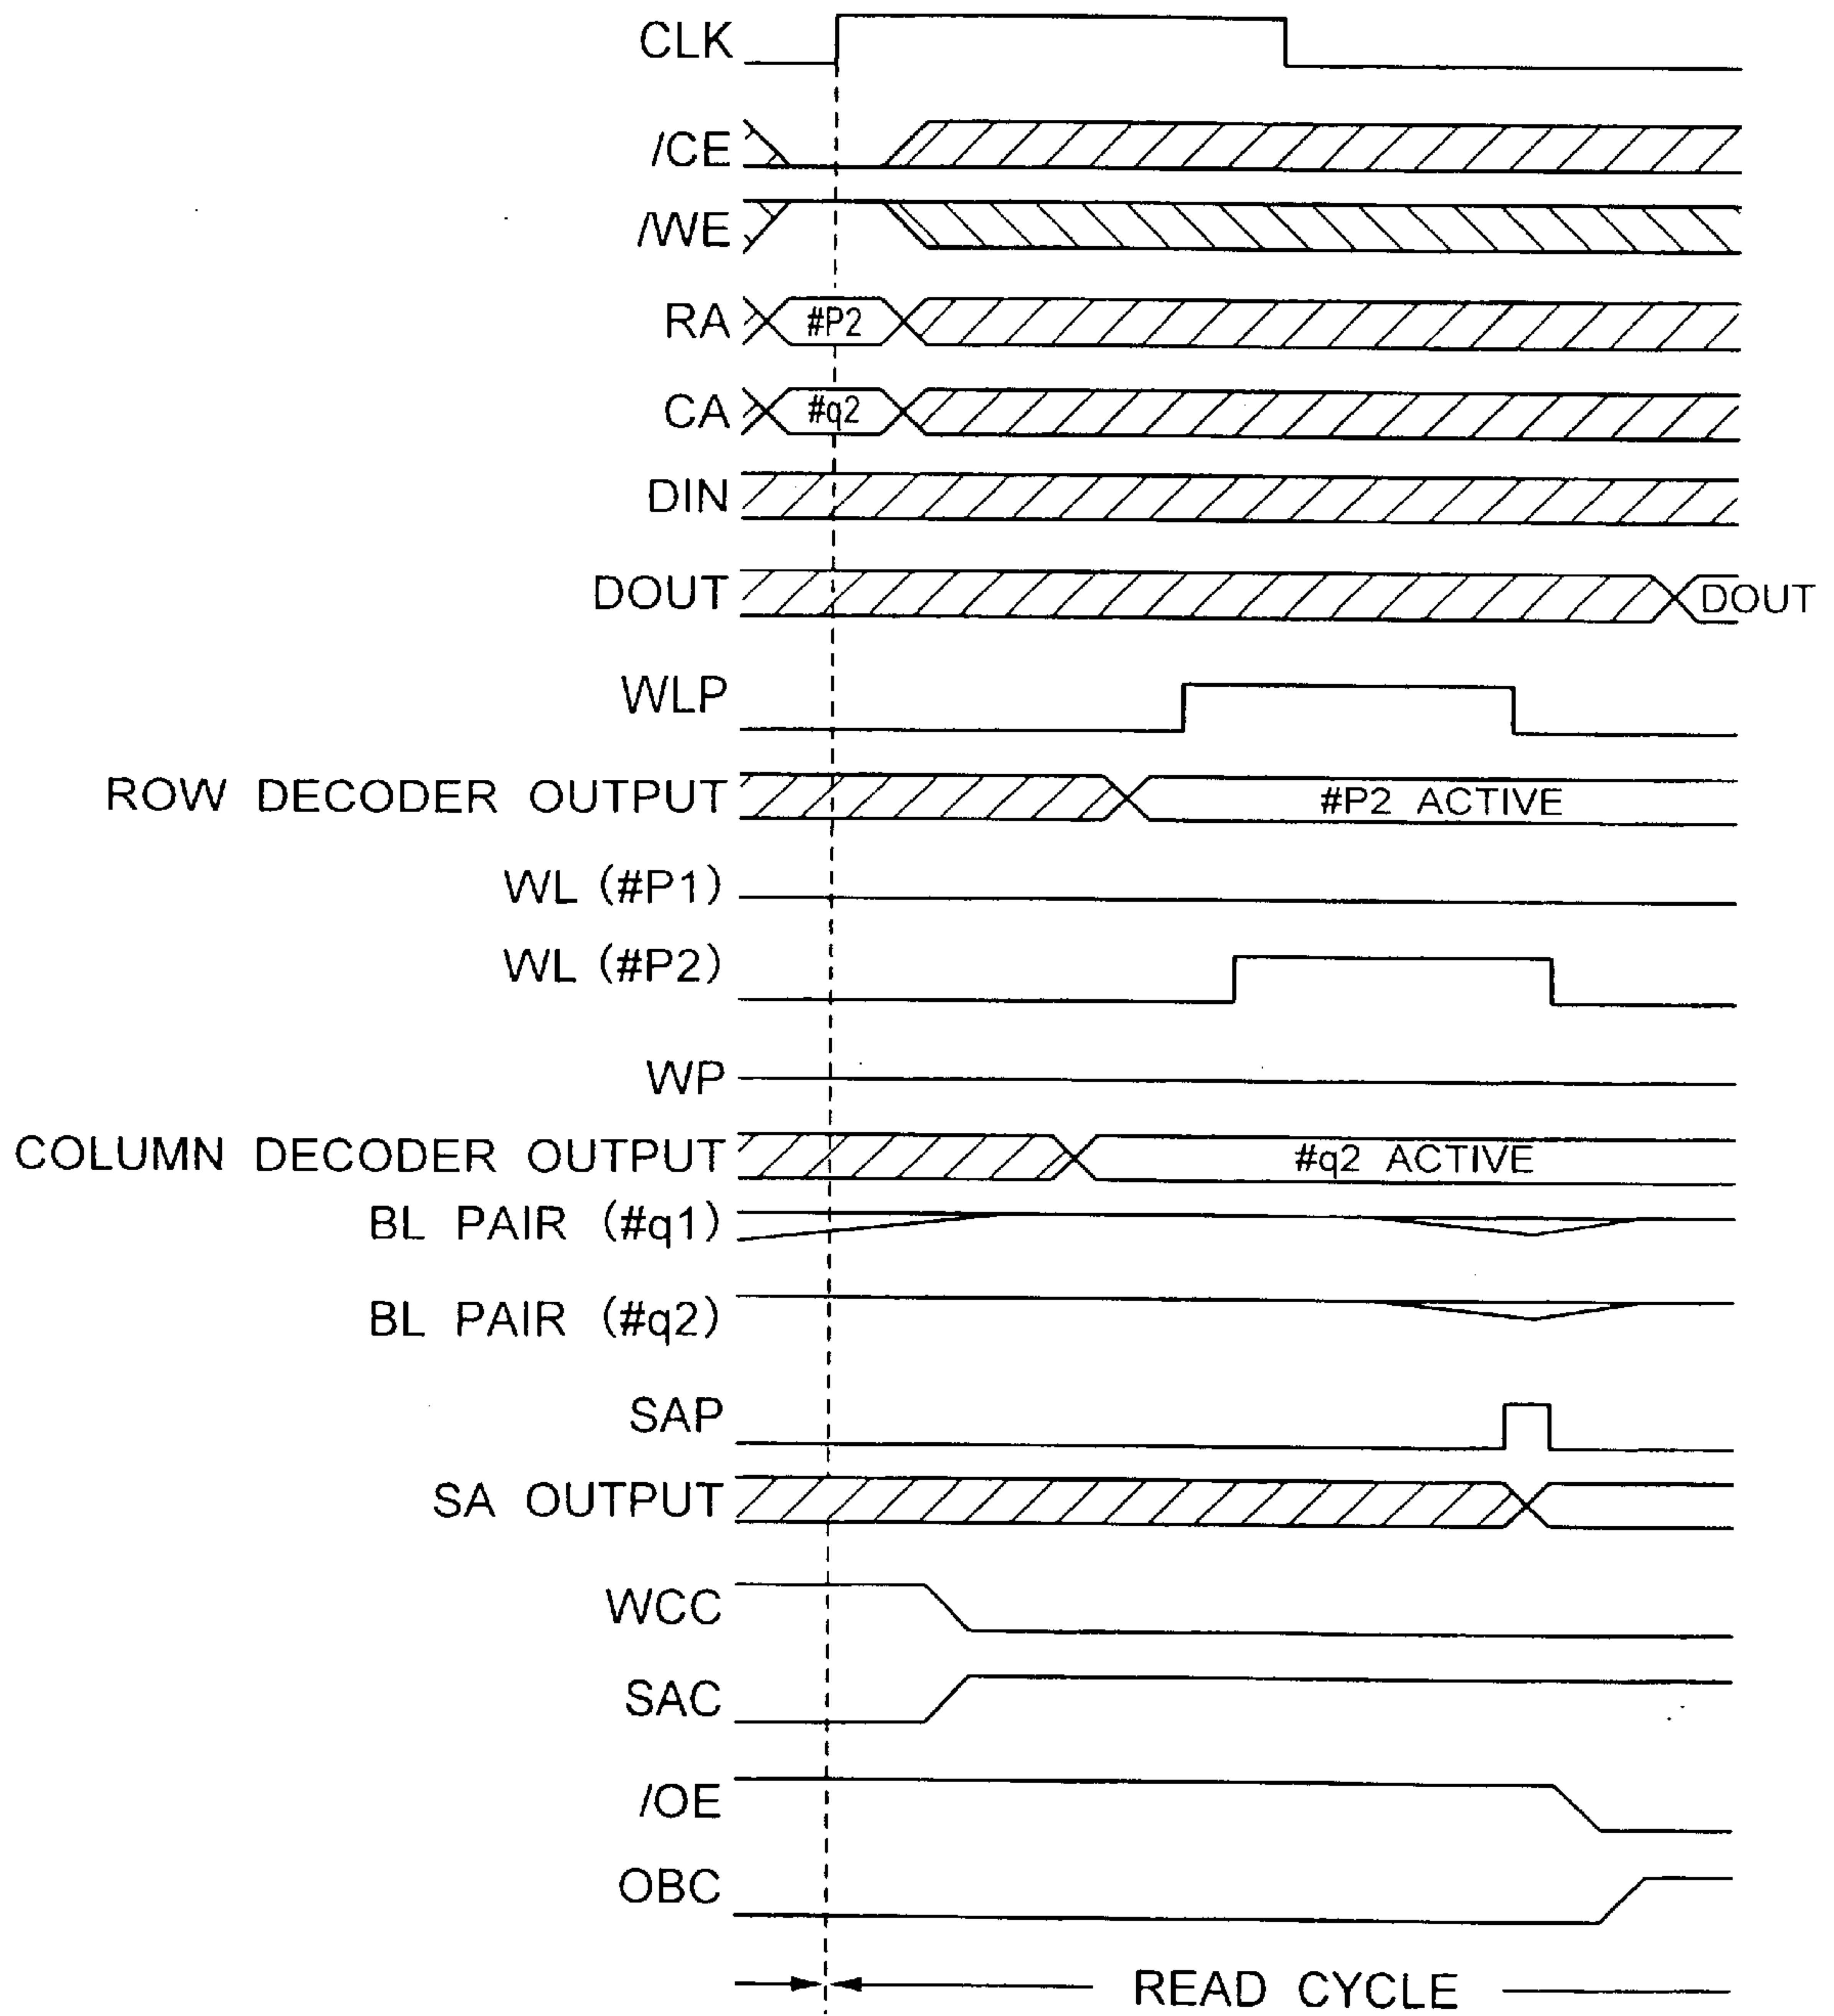 CLK
/CE
/WE
RA #P2
CA #q2
DIN
DOUT DOUT
WLP
ROW DECODER OUTPUT #P2 ACTIVE
WL (#P1)
WL (#P2)
WP
COLUMN DECODER OUTPUT #q2 ACTIVE
BL PAIR (#q1)
BL PAIR (#q2)
SAP
SA OUTPUT
WCC
SAC
/OE
OBC
READ CYCLE